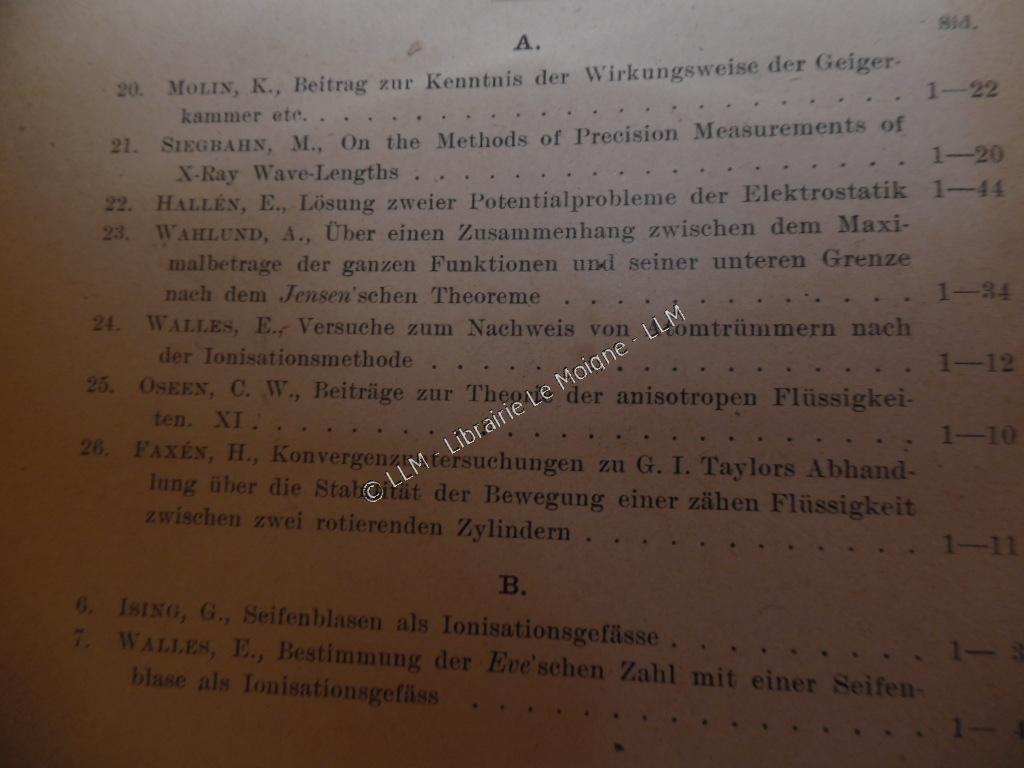 Sid.
A.
20. MOLIN, K., Beitrag zur Kenntnis der Wirkungsweise der Geiger-
kammer etc. . . . . . . . . . . . . . . . . . . . 1—22
21. SIEGBAHN, M., On the Methods of Precision Measurements of
X-Ray Wave-Lengths . . . . . . . . . . . . . . . . . 1—20
22. HALLÉN, E., Lösung zweier Potentialprobleme der Elektrostatik 1—44
23. WAHLUND, A., Über einen Zusammenhang zwischen dem Maxi-
malbetrage der ganzen Funktionen und seiner unteren Grenze
nach dem Jensen'schen Theoreme . . . . . . . . . . . . . 1—34
24. WALLES, E., Versuche zum Nachweis von Atomtrümmern nach
der Ionisationsmethode . . . . . . . . . . . . . . . . . 1—12
25. OSEEN, C. W., Beiträge zur Theorie der anisotropen Flüssigkei-
ten. XI . . . . . . . . . . . . . . . . . . . . . . . 1—10
26. FAXÉN, H., Konvergenzuntersuchungen zu G. I. Taylors Abhand-
lung über die Stabilität der Bewegung einer zähen Flüssigkeit
zwischen zwei rotierenden Zylindern . . . . . . . . . . . . 1—11
B.
6. ISING, G., Seifenblasen als Ionisationsgefässe . . . . . . . . . 1— 3
7. WALLES, E., Bestimmung der Eve'schen Zahl mit einer Seifen-
blase als Ionisationsgefäss . . . . . . . . . . . . . . . . 1—
© LLM - Librairie Le Moigne - LLM